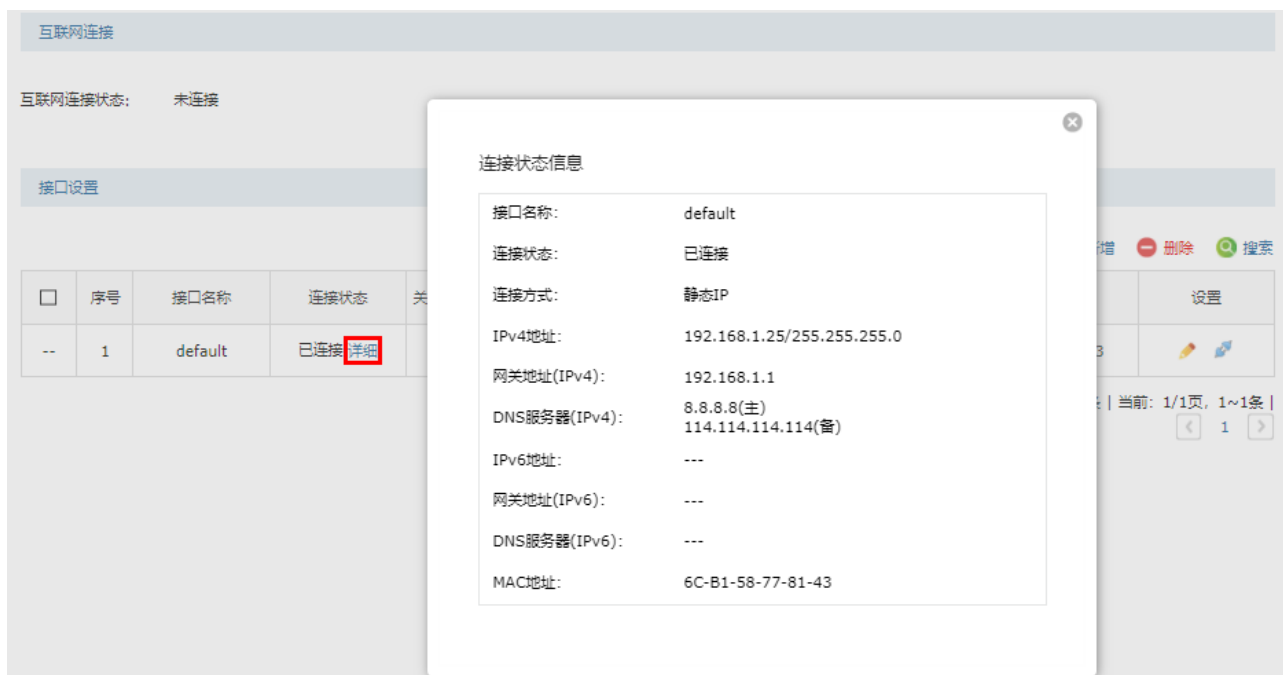 互联网连接
互联网连接状态: 未连接
连接状态信息
接口设置
接口名称: default
连接状态: 已连接
连接方式: 静态IP
IPv4地址: 192.168.1.25/255.255.255.0
网关地址(IPv4): 192.168.1.1
DNS服务器(IPv4): 8.8.8.8(主)
114.114.114.114(备)
IPv6地址: ---
网关地址(IPv6): ---
DNS服务器(IPv6): ---
MAC地址: 6C-B1-58-77-81-43
增 删除 搜索
序号 接口名称 连接状态 关 设置
-- 1 default 已连接 详细 3
| 当前: 1/1页, 1~1条 |
< 1 >